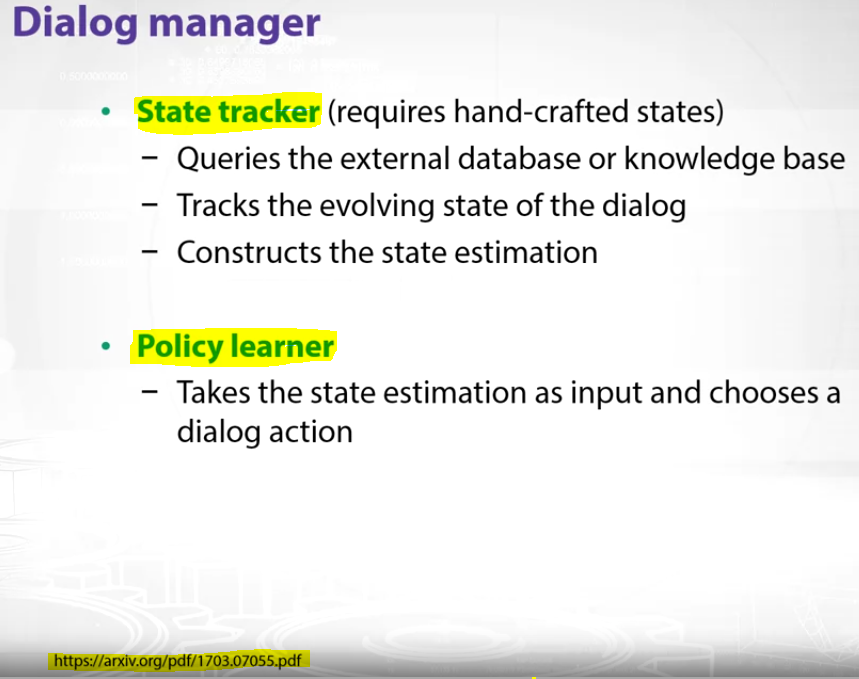 Dialog manager
• State tracker (requires hand-crafted states)
– Queries the external database or knowledge base
– Tracks the evolving state of the dialog
– Constructs the state estimation
• Policy learner
– Takes the state estimation as input and chooses a
dialog action
https://arxiv.org/pdf/1703.07055.pdf